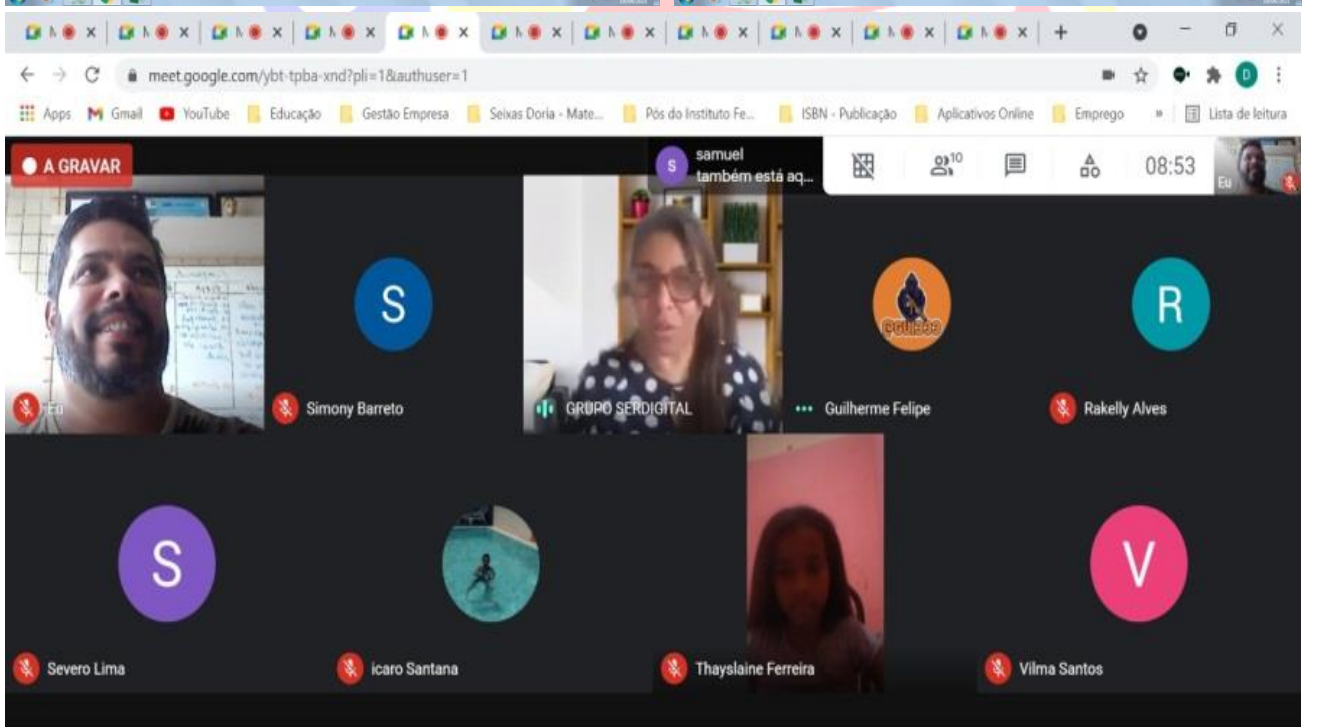 meet.google.com/ybt-tpba-xnd?pli=1&authuser=1
D
Apps Gmail YouTube Educação Gestão Empresa Seixas Doria - Mate... Pós do Instituto Fe... ISBN - Publicação Aplicativos Online Emprego » Lista de leitura
A GRAVAR
S
samuel
também está aq...
10
08:53
Eu
S
R
Eu
Simony Barreto
GRUPO SERDIGITAL
Guilherme Felipe
Rakelly Alves
S
V
Severo Lima
icaro Santana
Thayslaine Ferreira
Vilma Santos